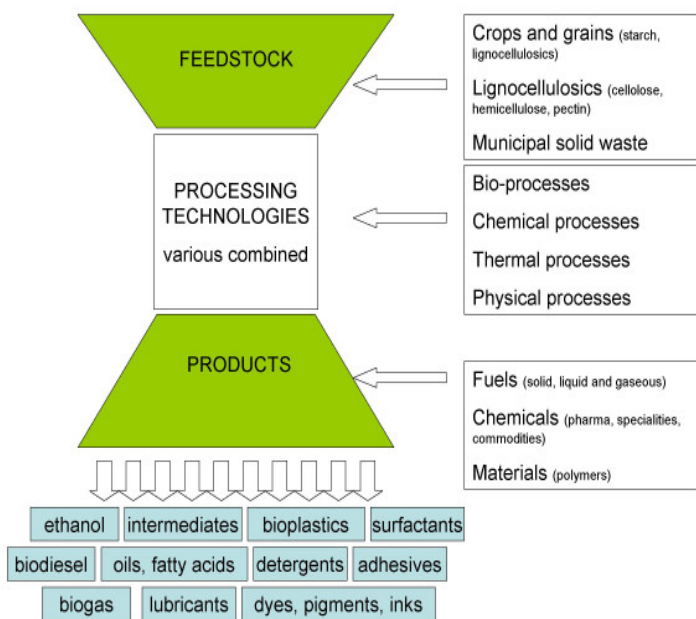 FEEDSTOCK
Crops and grains (starch,
lignocellulosics)
Lignocellulosics (cellolose,
hemicellulose, pectin)
Municipal solid waste
PROCESSING
TECHNOLOGIES
various combined
Bio-processes
Chemical processes
Thermal processes
Physical processes
PRODUCTS
Fuels (solid, liquid and gaseous)
Chemicals (pharma, specialities,
commodities)
Materials (polymers)
ethanol intermediates bioplastics surfactants
biodiesel oils, fatty acids detergents adhesives
biogas lubricants dyes, pigments, inks